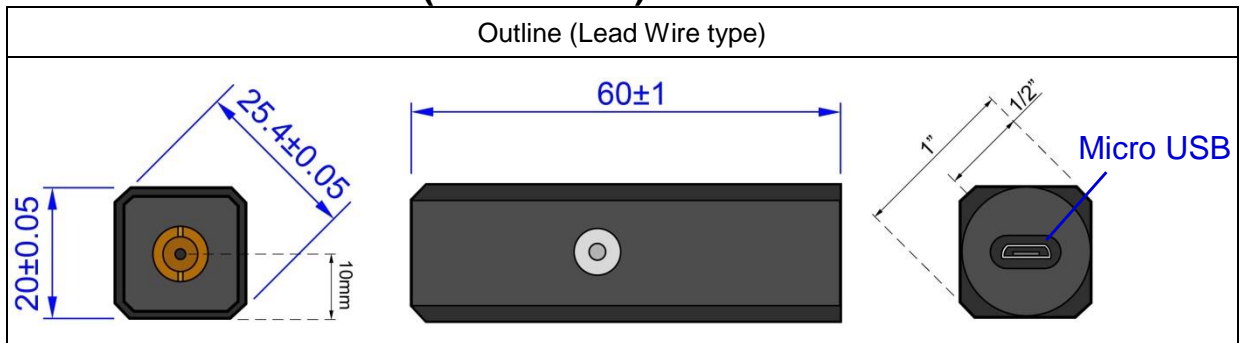 Outline (Lead Wire type)
25.4±0.05
20±0.05
10mm
60±1
1"
1/2"
Micro USB